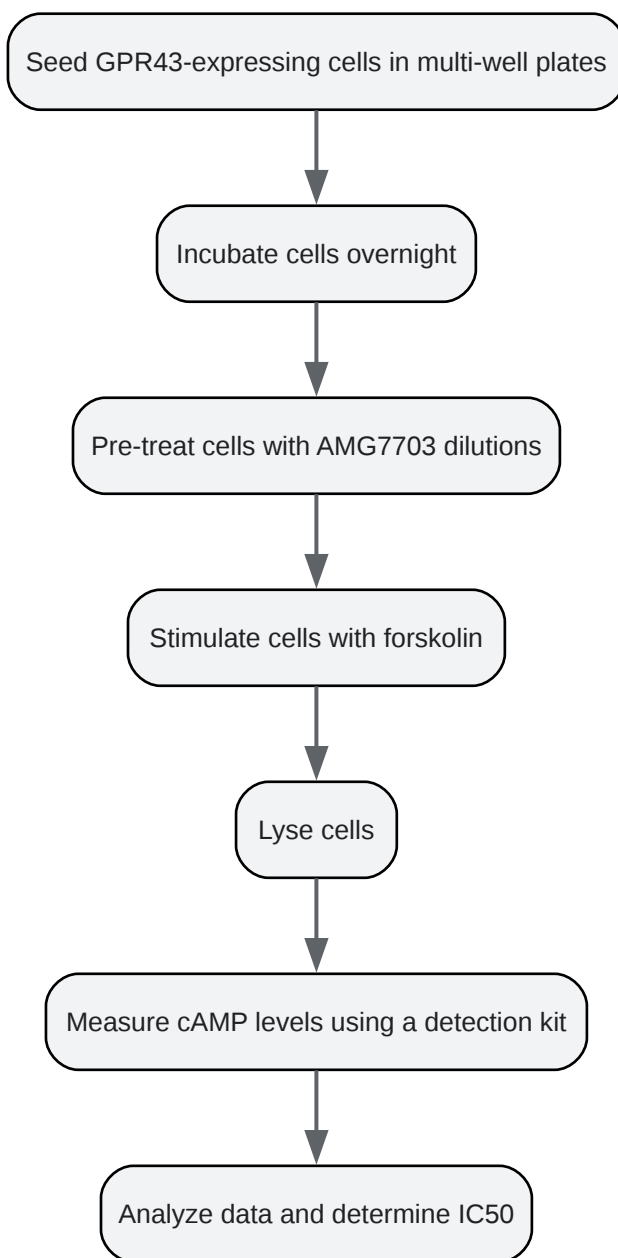 Seed GPR43-expressing cells in multi-well plates
Incubate cells overnight
Pre-treat cells with AMG7703 dilutions
Stimulate cells with forskolin
Lyse cells
Measure cAMP levels using a detection kit
Analyze data and determine IC50